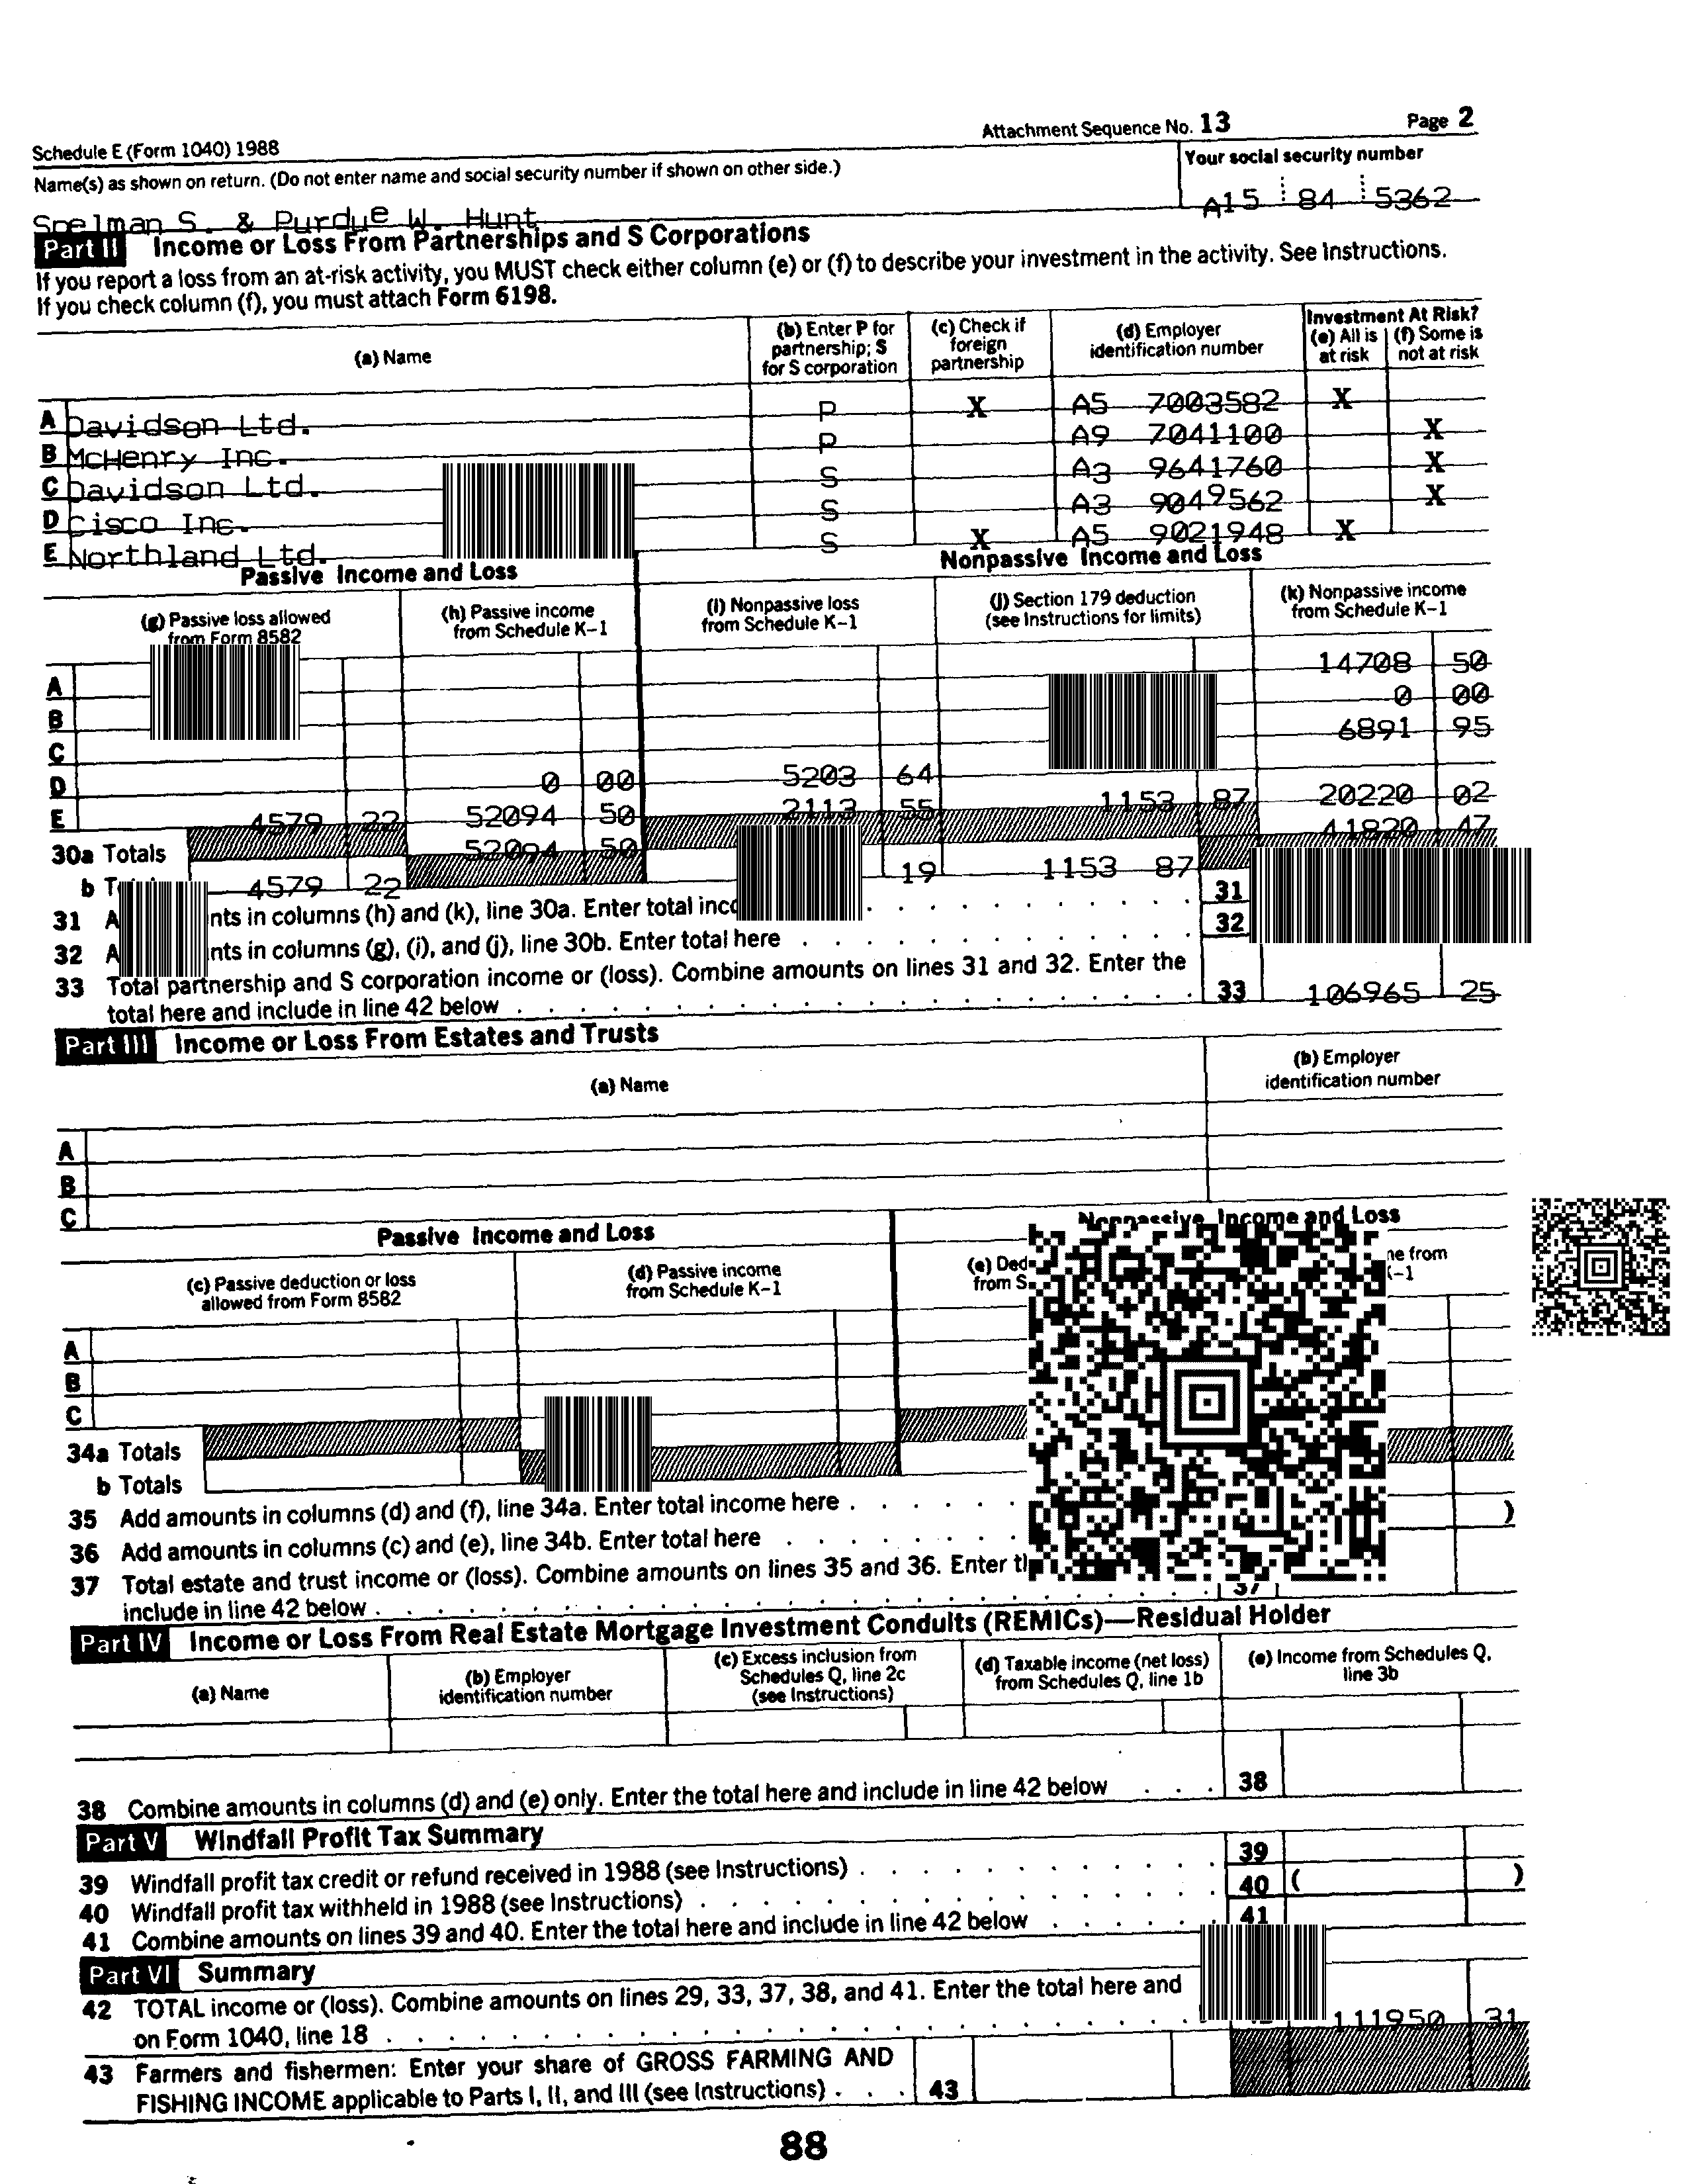 Schedule E (Form 1040) 1988 Attachment Sequence No. 13 Page 2
Name(s) as shown on return. (Do not enter name and social security number if shown on other side.) Your social security number
Spelman S. & Purdue W. Hunt A15 84 5362
Part II Income or Loss From Partnerships and S Corporations
If you report a loss from an at-risk activity, you MUST check either column (e) or (f) to describe your investment in the activity. See Instructions.
If you check column (f), you must attach Form 6198.
(a) Name (b) Enter P for partnership; S for S corporation (c) Check if foreign partnership (d) Employer identification number Investment At Risk? (e) All is at risk (f) Some is not at risk
A Davidson Ltd. P X A5 7003582 X
B McHenry Inc. P A9 7041100 X
C Davidson Ltd. S A3 9641760 X
D Cisco Inc. S A3 9049562 X
E Northland Ltd. S X A5 9021948 X
Passive Income and Loss Nonpassive Income and Loss
(g) Passive loss allowed from Form 8582 (h) Passive income from Schedule K-1 (i) Nonpassive loss from Schedule K-1 (j) Section 179 deduction (see Instructions for limits) (k) Nonpassive income from Schedule K-1
A 14708 50
B 0 00
C 6891 95
D 0 00 5203 64
E 4579 22 52094 50 2113 55 1153 87 20220 02
30a Totals 52094 50 41820 47
b 4579 22 19 1153 87
31 nts in columns (h) and (k), line 30a. Enter total 31
32 nts in columns (g), (i), and (j), line 30b. Enter total here 32
33 Total partnership and S corporation income or (loss). Combine amounts on lines 31 and 32. Enter the
total here and include in line 42 below 33 106965 25
Part III Income or Loss From Estates and Trusts
(a) Name (b) Employer identification number
A
B
C
Passive Income and Loss Nonpassive Income and Loss
(c) Passive deduction or loss allowed from Form 8582 (d) Passive income from Schedule K-1 (e) from
A
B
C
34a Totals
b Totals
35 Add amounts in columns (d) and (f), line 34a. Enter total income here
36 Add amounts in columns (c) and (e), line 34b. Enter total here )
37 Total estate and trust income or (loss). Combine amounts on lines 35 and 36. Enter
include in line 42 below 37
Part IV Income or Loss From Real Estate Mortgage Investment Conduits (REMICs)—Residual Holder
(a) Name (b) Employer identification number (c) Excess inclusion from Schedules Q, line 2c (see Instructions) (d) Taxable income (net loss) from Schedules Q, line 1b (e) Income from Schedules Q, line 3b
38 Combine amounts in columns (d) and (e) only. Enter the total here and include in line 42 below 38
Part V Windfall Profit Tax Summary
39 Windfall profit tax credit or refund received in 1988 (see Instructions) 39
40 Windfall profit tax withheld in 1988 (see Instructions) 40 ( )
41 Combine amounts on lines 39 and 40. Enter the total here and include in line 42 below 41
Part VI Summary
42 TOTAL income or (loss). Combine amounts on lines 29, 33, 37, 38, and 41. Enter the total here and
on Form 1040, line 18 111950 31
43 Farmers and fishermen: Enter your share of GROSS FARMING AND
FISHING INCOME applicable to Parts I, II, and III (see Instructions) 43
88